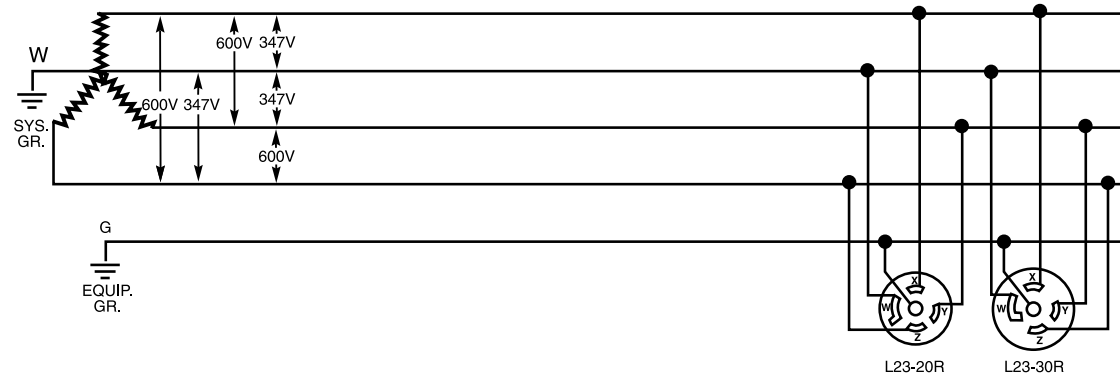 W
SYS.
GR.
600V 347V
600V 347V
347V
600V
G
EQUIP.
GR.
X
W
Y
Z
L23-20R
X
W
Y
Z
L23-30R